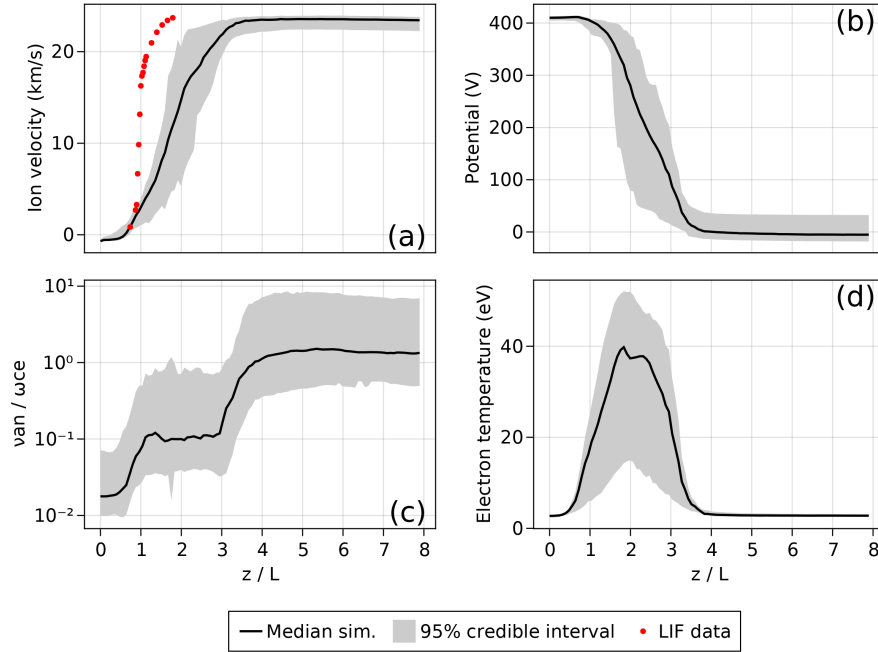 (a)
Ion velocity (km/s)
20
10
0
(b)
Potential (V)
400
300
200
100
0
(c)
νan / ωce
10¹
10⁰
10⁻¹
10⁻²
0 1 2 3 4 5 6 7 8
z / L
(d)
Electron temperature (eV)
40
20
0
0 1 2 3 4 5 6 7 8
z / L
Median sim. 95% credible interval LIF data